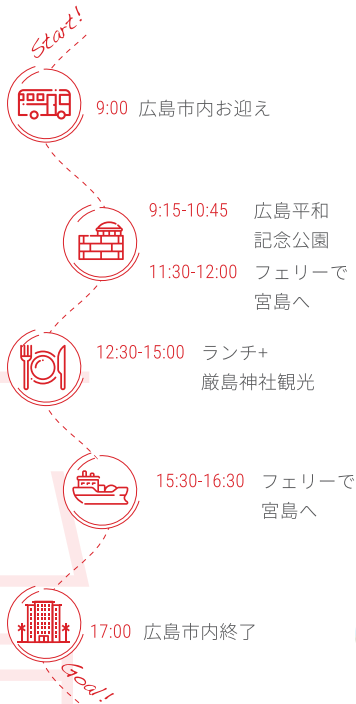 Start!
9:00 広島市内お迎え
9:15-10:45 広島平和
記念公園
11:30-12:00 フェリーで
宮島へ
12:30-15:00 ランチ+
厳島神社観光
15:30-16:30 フェリーで
宮島へ
17:00 広島市内終了
Goal!